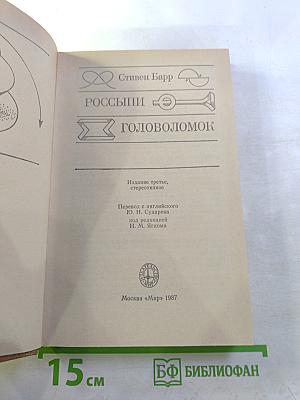 Стивен Барр
РОССЫПИ
ГОЛОВОЛОМОК
Издание третье,
стереотипное
Перевод с английского
Ю. Н. Сударева
под редакцией
И. М. Яглома
Москва «Мир» 1987
15 см
БФ БИБЛИОФАН